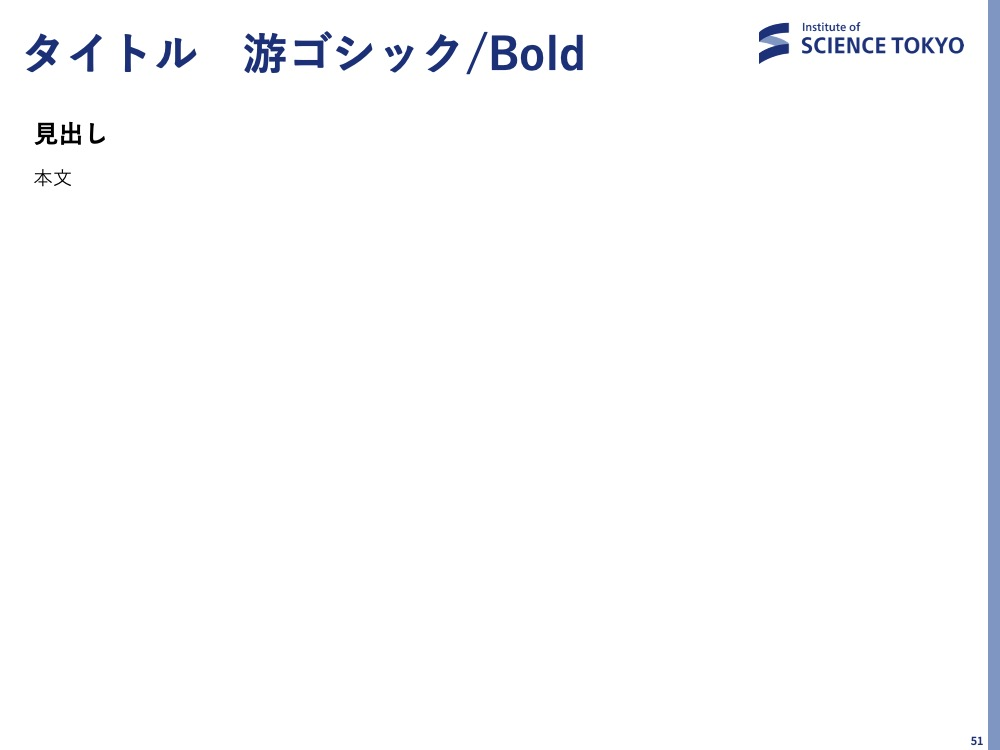 タイトル　游ゴシック/Bold
Institute of
SCIENCE TOKYO
見出し
本文
51